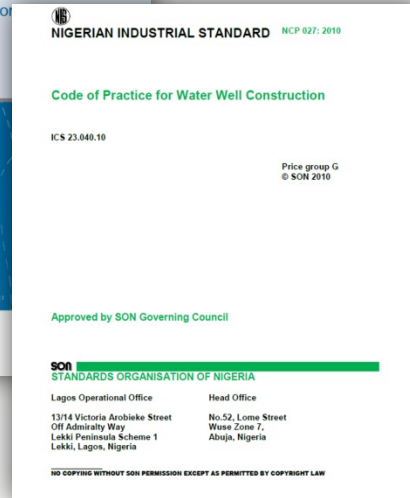 ON
NIS
NIGERIAN INDUSTRIAL STANDARD NCP 027: 2010
Code of Practice for Water Well Construction
ICS 23.040.10
Price group G
© SON 2010
Approved by SON Governing Council
SON
STANDARDS ORGANISATION OF NIGERIA
Lagos Operational Office
13/14 Victoria Arobieke Street
Off Admiralty Way
Lekki Peninsula Scheme 1
Lekki, Lagos, Nigeria
Head Office
No.52, Lome Street
Wuse Zone 7,
Abuja, Nigeria
NO COPYING WITHOUT SON PERMISSION EXCEPT AS PERMITTED BY COPYRIGHT LAW